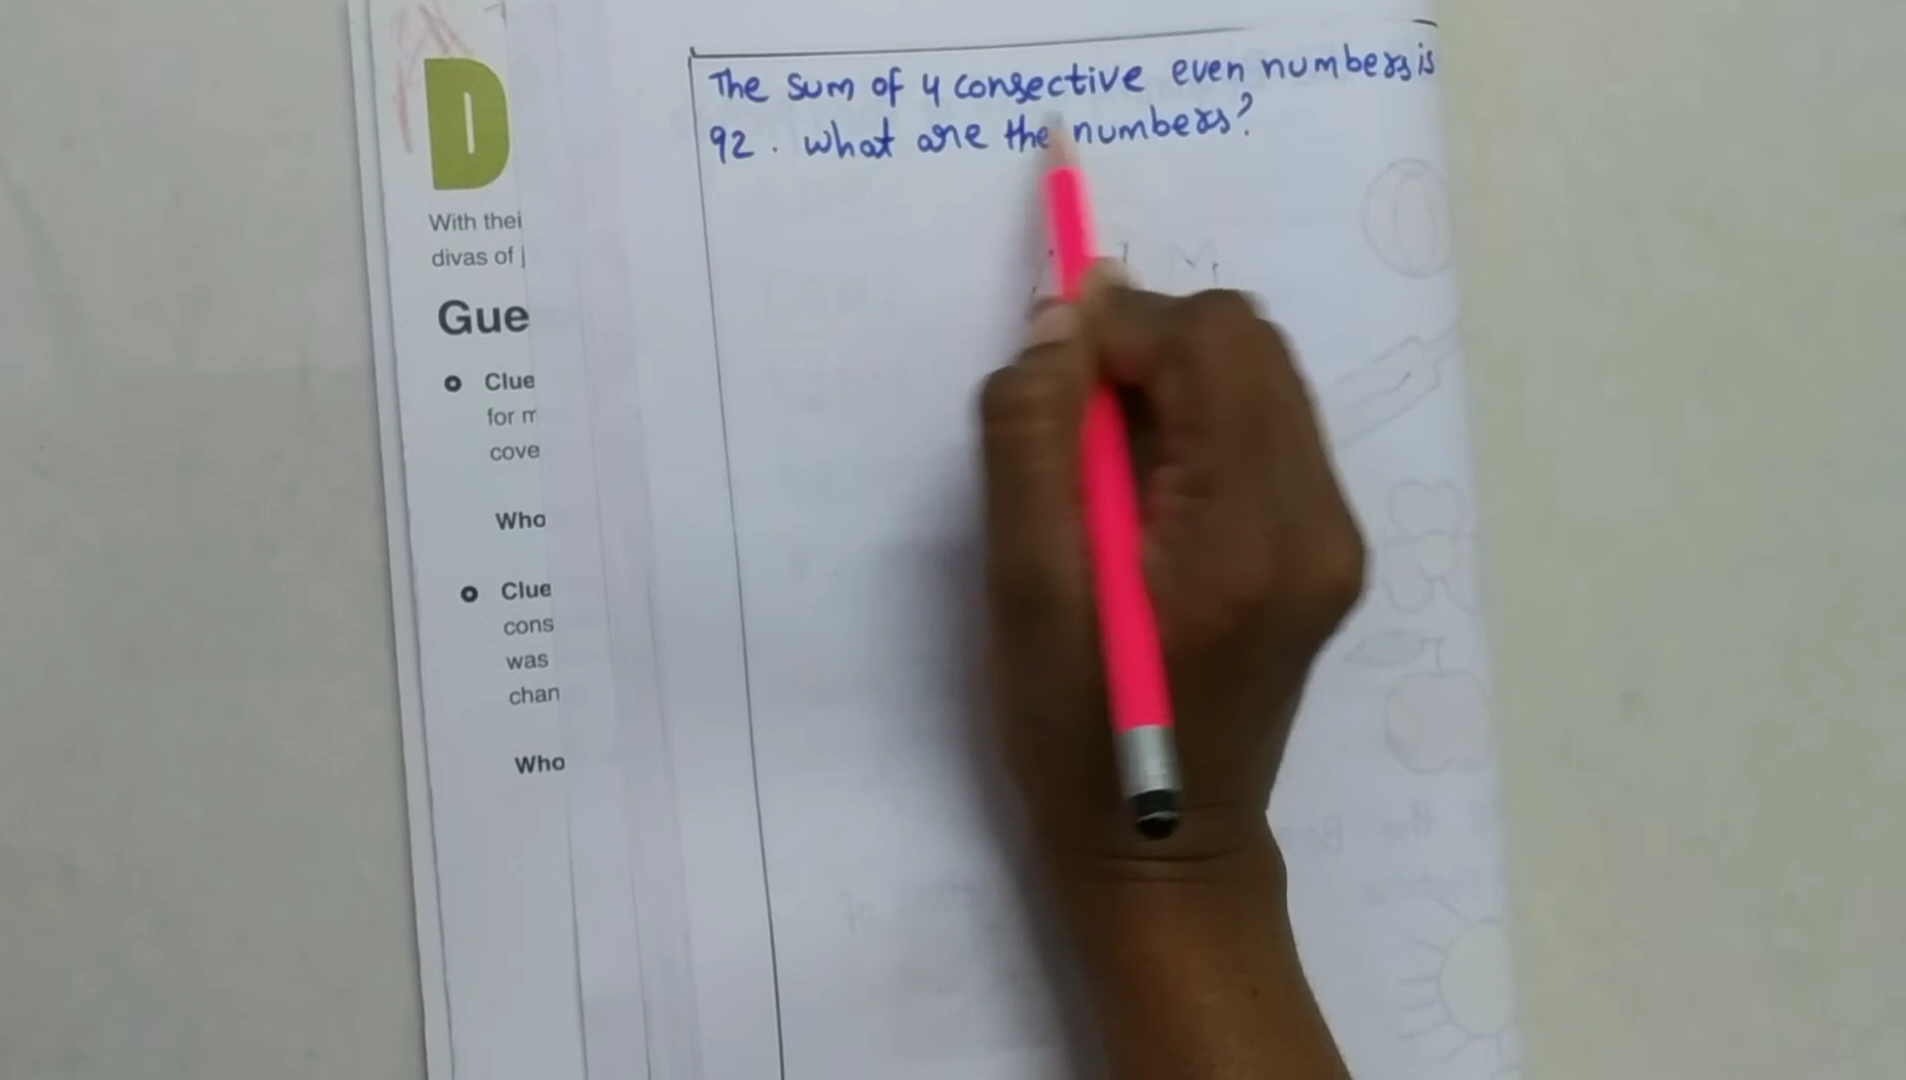 The sum of 4 consective even numbers is
92. What are the numbers?
D
With thei
divas of j
Gue
Clue
for m
cove
Who
Clue
cons
was
chan
Who